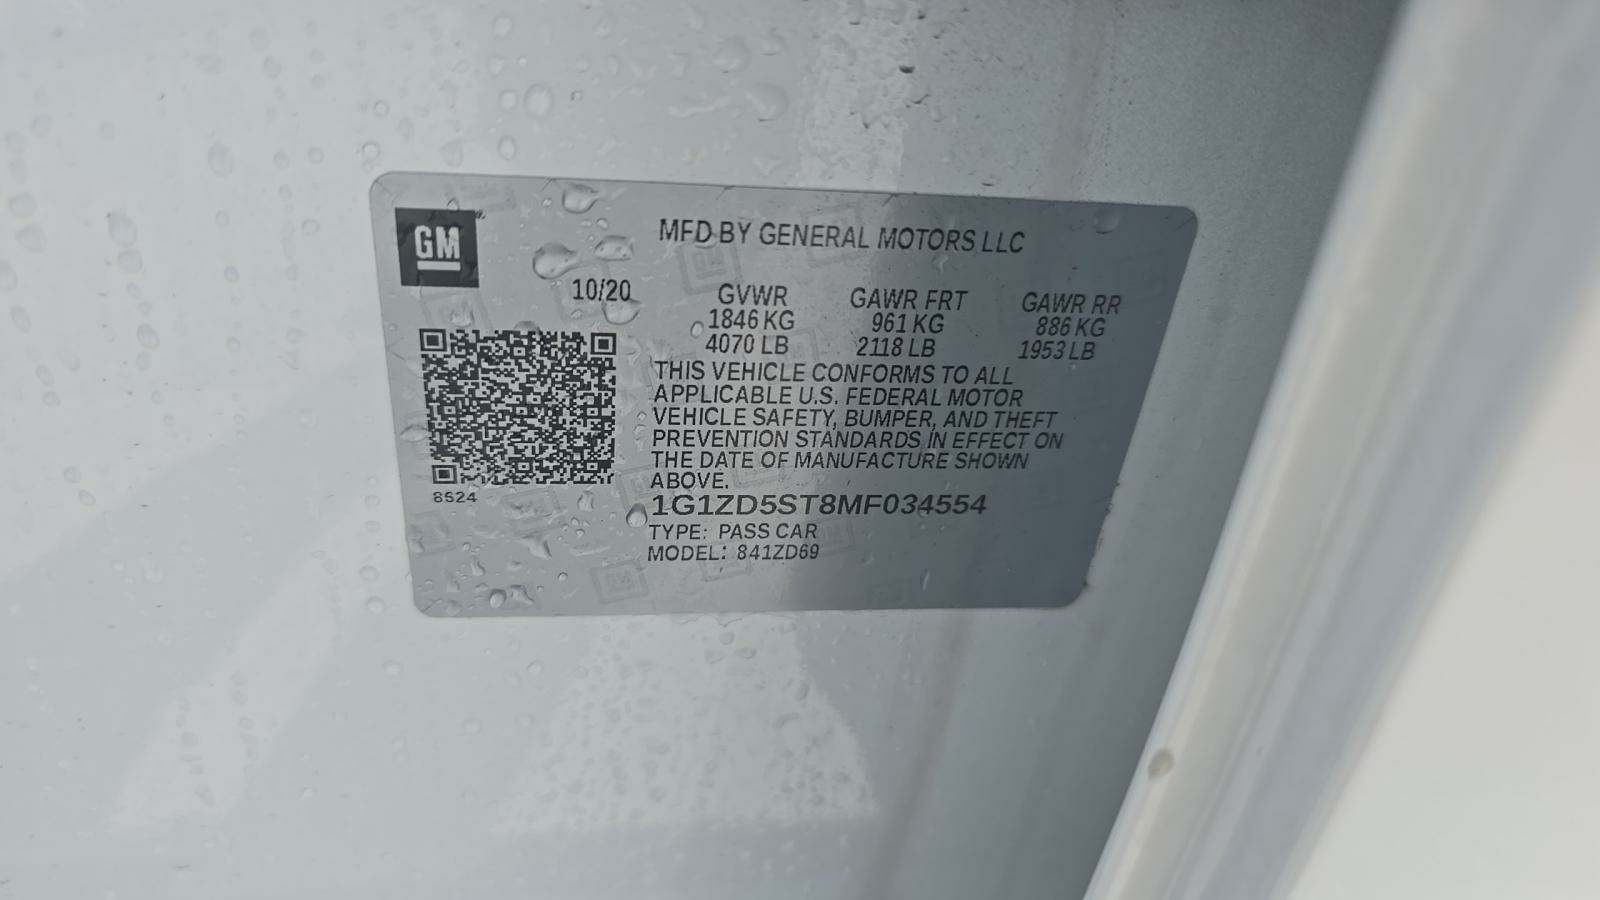 GM
MFD BY GENERAL MOTORS LLC
10/20
GVWR GAWR FRT GAWR RR
1846 KG 961 KG 886 KG
4070 LB 2118 LB 1953 LB
THIS VEHICLE CONFORMS TO ALL
APPLICABLE U.S. FEDERAL MOTOR
VEHICLE SAFETY, BUMPER, AND THEFT
PREVENTION STANDARDS IN EFFECT ON
THE DATE OF MANUFACTURE SHOWN
ABOVE.
8S24
1G1ZD5ST8MF034554
TYPE: PASS CAR
MODEL: 841ZD69